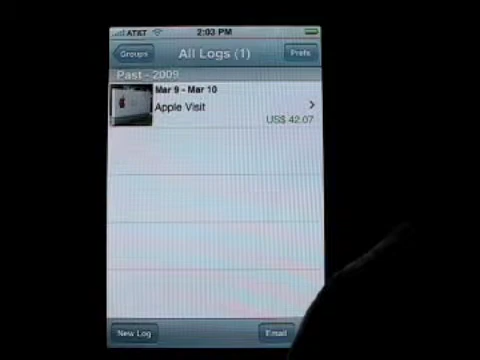 AT&T 2:03 PM
Groups All Logs (1) Prefs
Past - 2009
Mar 9 - Mar 10
Apple Visit
US$ 42.07
New Log Email